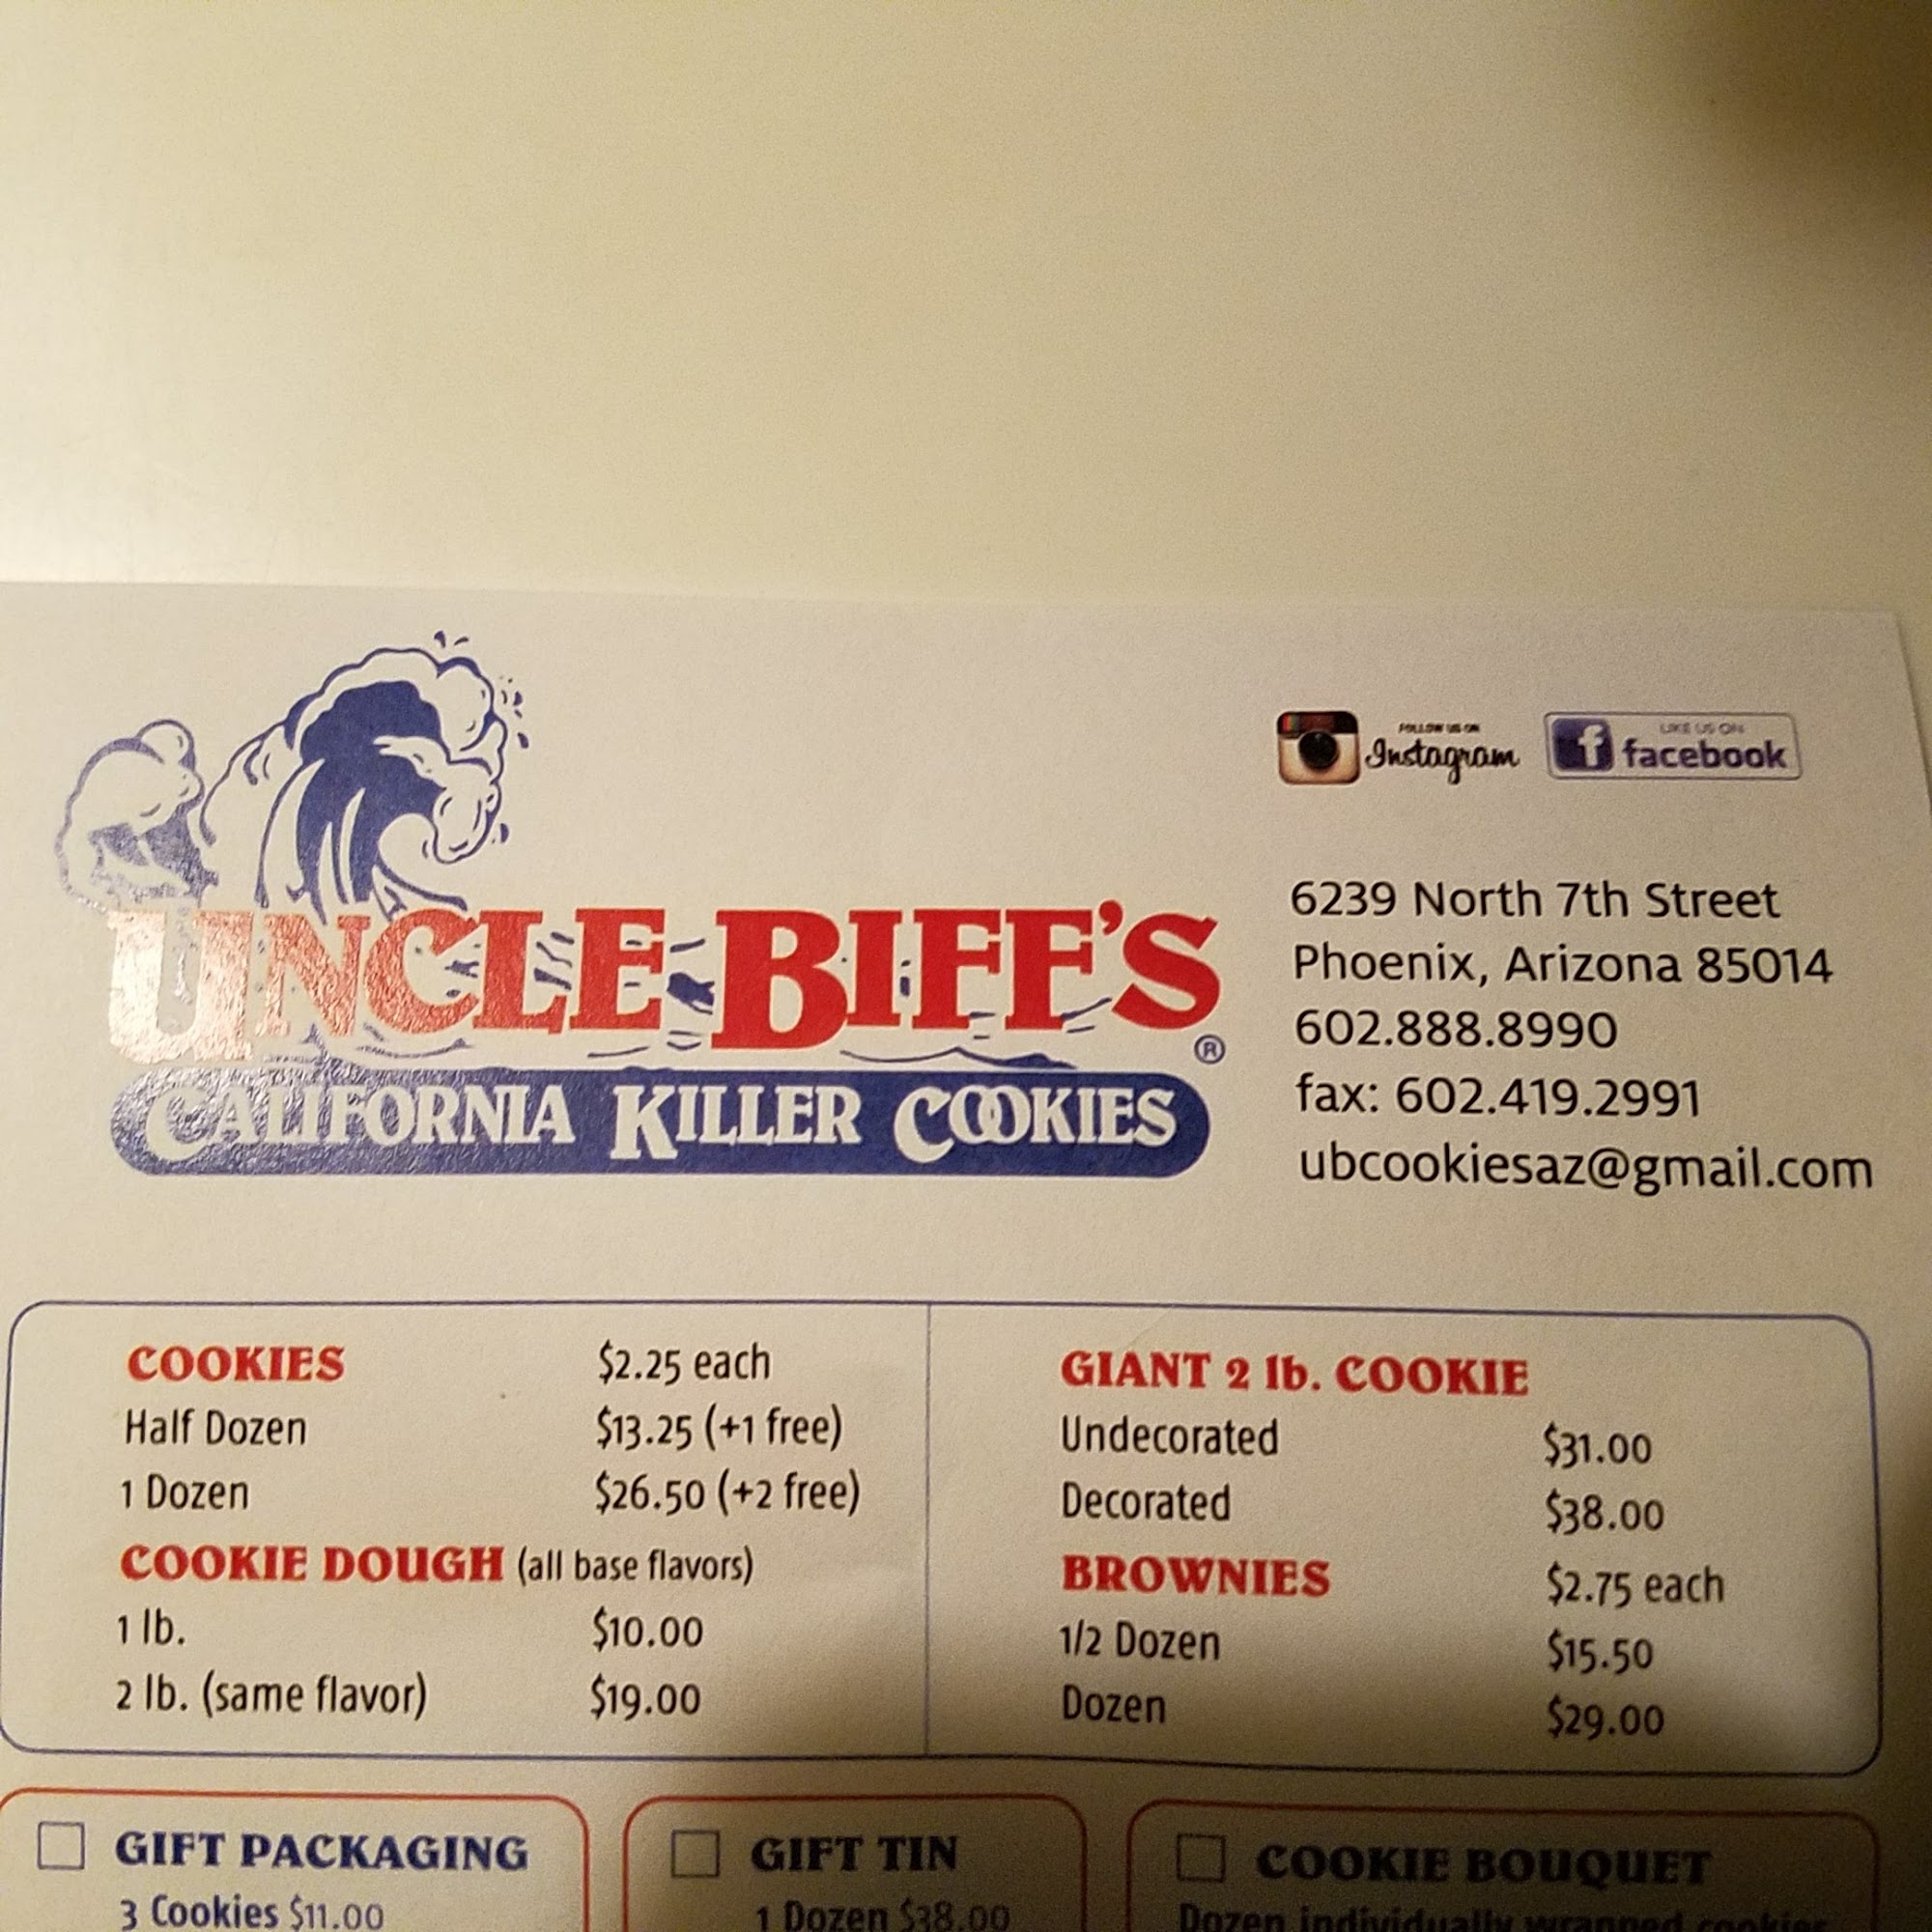 FOLLOW US ON
Instagram
LIKE US ON
facebook
UNCLE BIFF'S
®
CALIFORNIA KILLER COOKIES
6239 North 7th Street
Phoenix, Arizona 85014
602.888.8990
fax: 602.419.2991
ubcookiesaz@gmail.com
COOKIES $2.25 each
Half Dozen $13.25 (+1 free)
1 Dozen $26.50 (+2 free)
COOKIE DOUGH (all base flavors)
1 lb. $10.00
2 lb. (same flavor) $19.00
GIANT 2 lb. COOKIE
Undecorated $31.00
Decorated $38.00
BROWNIES $2.75 each
1/2 Dozen $15.50
Dozen $29.00
GIFT PACKAGING
3 Cookies $11.00
GIFT TIN
1 Dozen $38.00
COOKIE BOUQUET
Dozen individually wrapped cookies